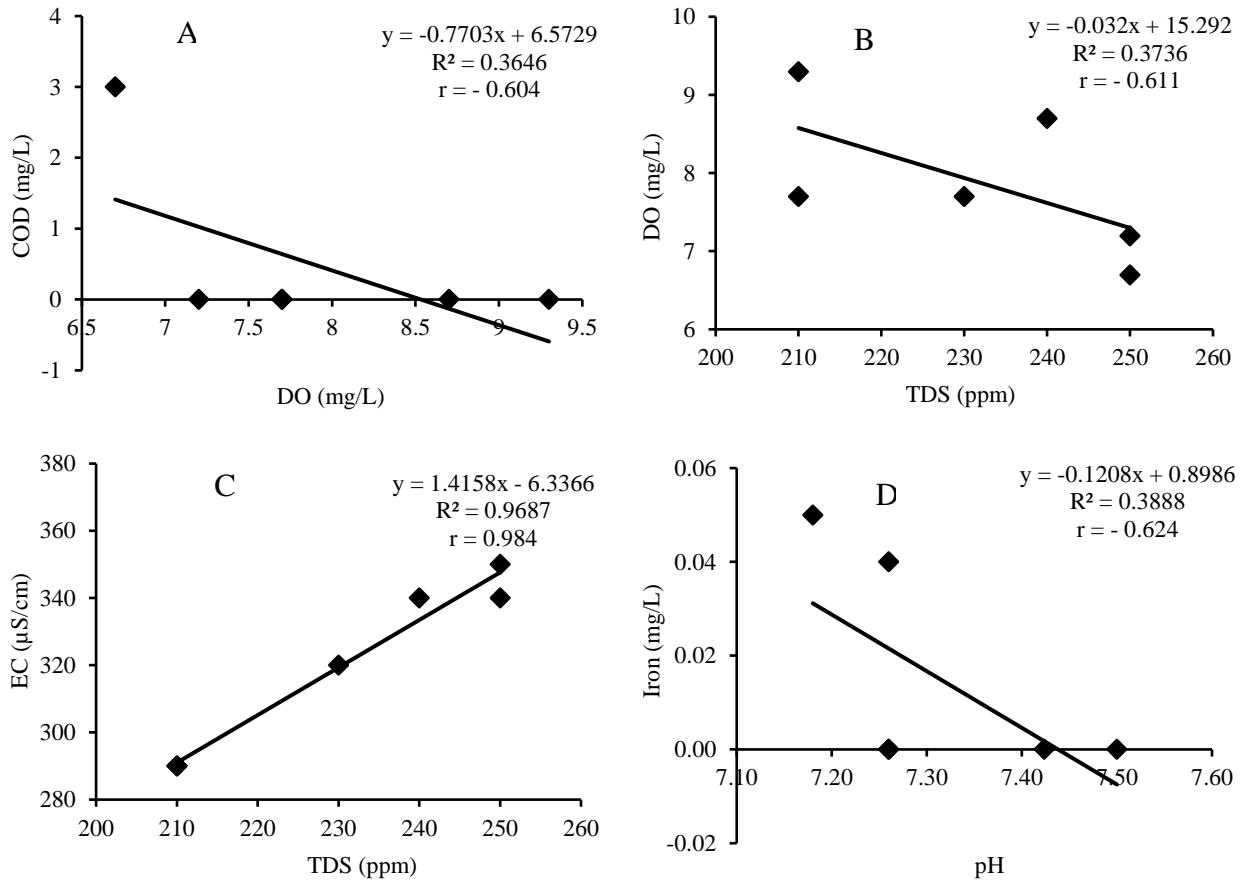 A
y = -0.7703x + 6.5729
R² = 0.3646
r = - 0.604
4
3
2
1
0
-1
6.5 7 7.5 8 8.5 9 9.5
COD (mg/L)
DO (mg/L)
B
y = -0.032x + 15.292
R² = 0.3736
r = - 0.611
10
9
8
7
6
200 210 220 230 240 250 260
DO (mg/L)
TDS (ppm)
C
y = 1.4158x - 6.3366
R² = 0.9687
r = 0.984
380
360
340
320
300
280
200 210 220 230 240 250 260
EC (µS/cm)
TDS (ppm)
D
y = -0.1208x + 0.8986
R² = 0.3888
r = - 0.624
0.06
0.04
0.02
0.00
-0.02
7.10 7.20 7.30 7.40 7.50 7.60
Iron (mg/L)
pH